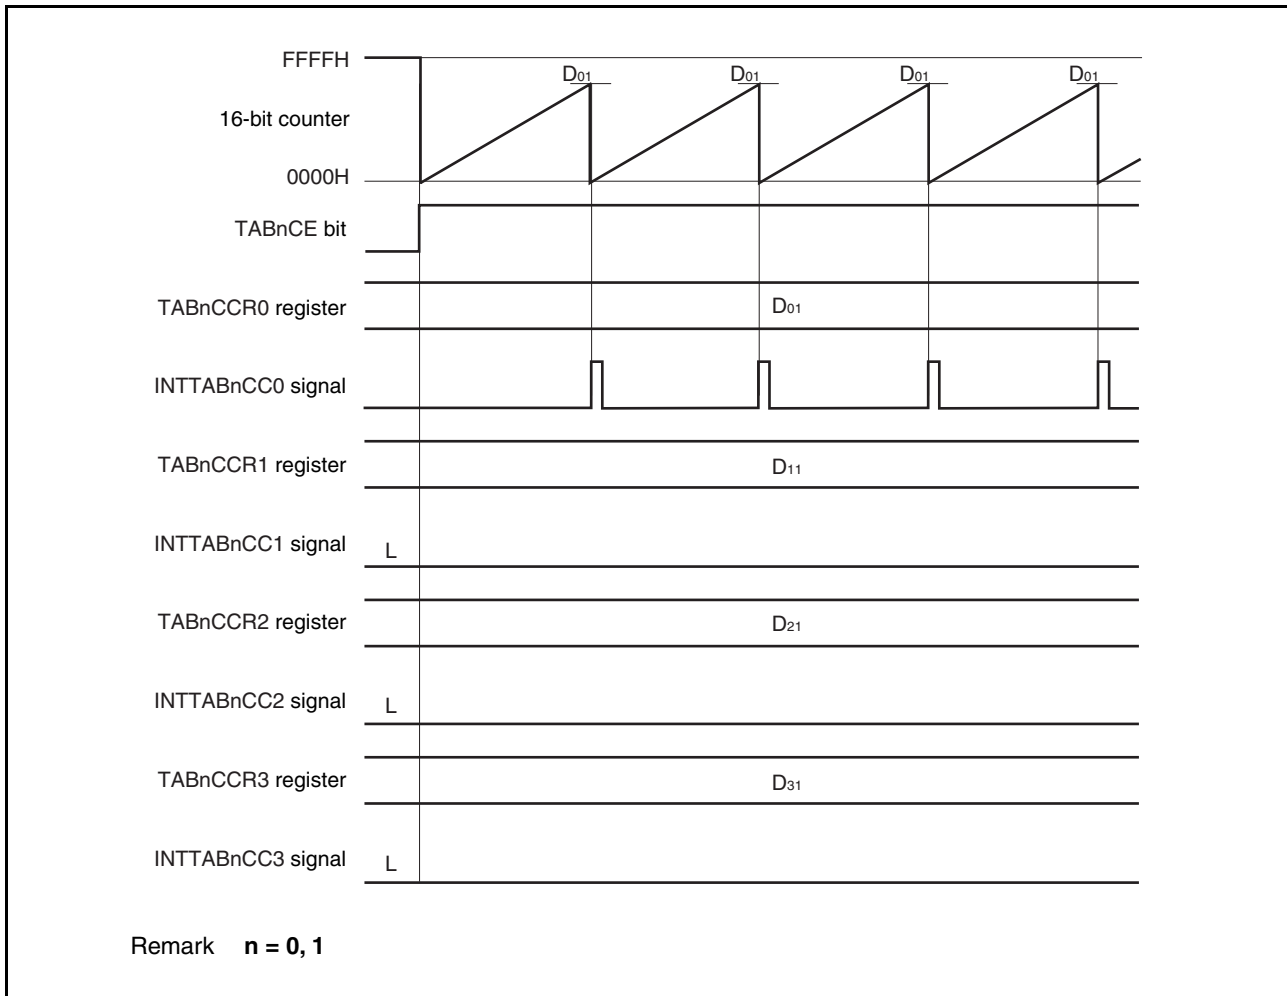 FFFFH
D01 D01 D01 D01
16-bit counter
0000H
TABnCE bit
TABnCCR0 register D01
INTTABnCC0 signal
TABnCCR1 register D11
INTTABnCC1 signal L
TABnCCR2 register D21
INTTABnCC2 signal L
TABnCCR3 register D31
INTTABnCC3 signal L
Remark n = 0, 1